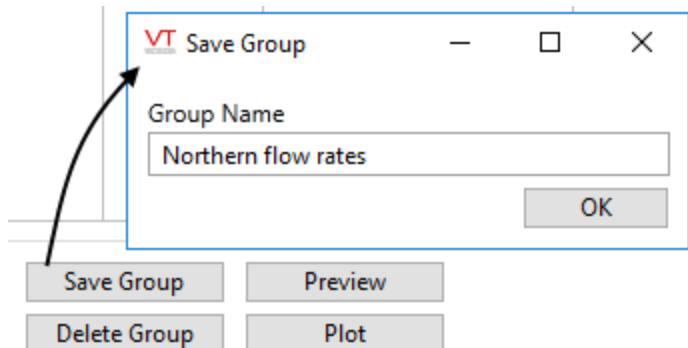 VT Save Group
Group Name
Northern flow rates
OK
Save Group Preview
Delete Group Plot